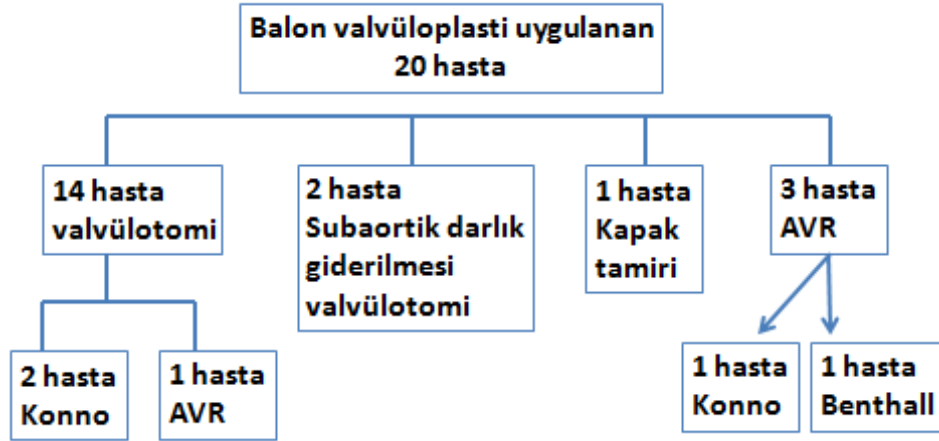 Balon valvüloplasti uygulanan
20 hasta
14 hasta
valvülotomi
2 hasta
Subaortik darlık
giderilmesi
valvülotomi
1 hasta
Kapak
tamiri
3 hasta
AVR
2 hasta
Konno
1 hasta
AVR
1 hasta
Konno
1 hasta
Benthall